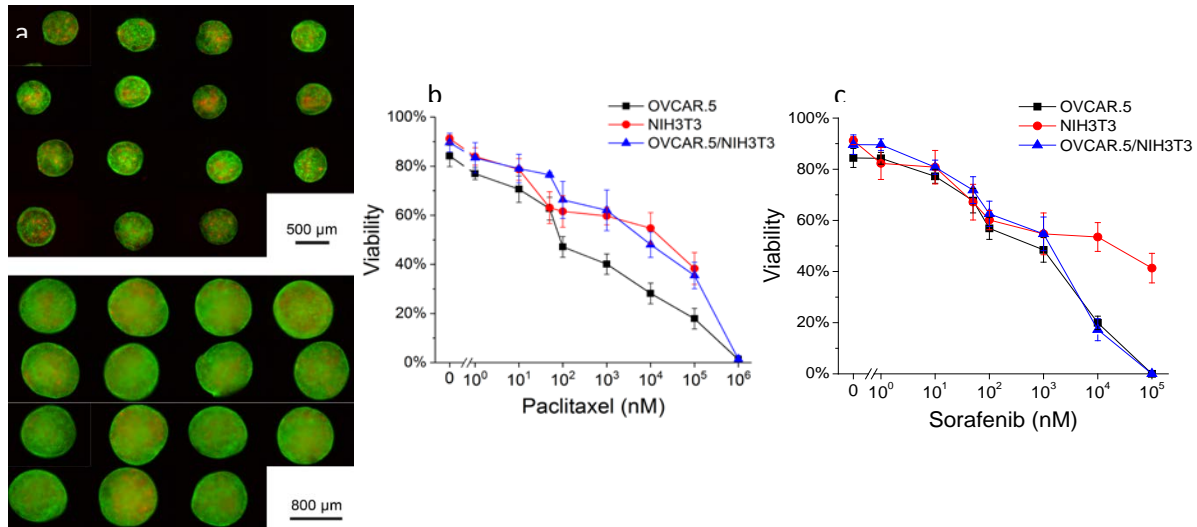 a
500 μm
800 μm
b
OVCAR.5
NIH3T3
OVCAR.5/NIH3T3
Viability
100%
80%
60%
40%
20%
0%
0 10⁰ 10¹ 10² 10³ 10⁴ 10⁵ 10⁶
Paclitaxel (nM)
c
OVCAR.5
NIH3T3
OVCAR.5/NIH3T3
Viability
100%
80%
60%
40%
20%
0%
0 10⁰ 10¹ 10² 10³ 10⁴ 10⁵
Sorafenib (nM)